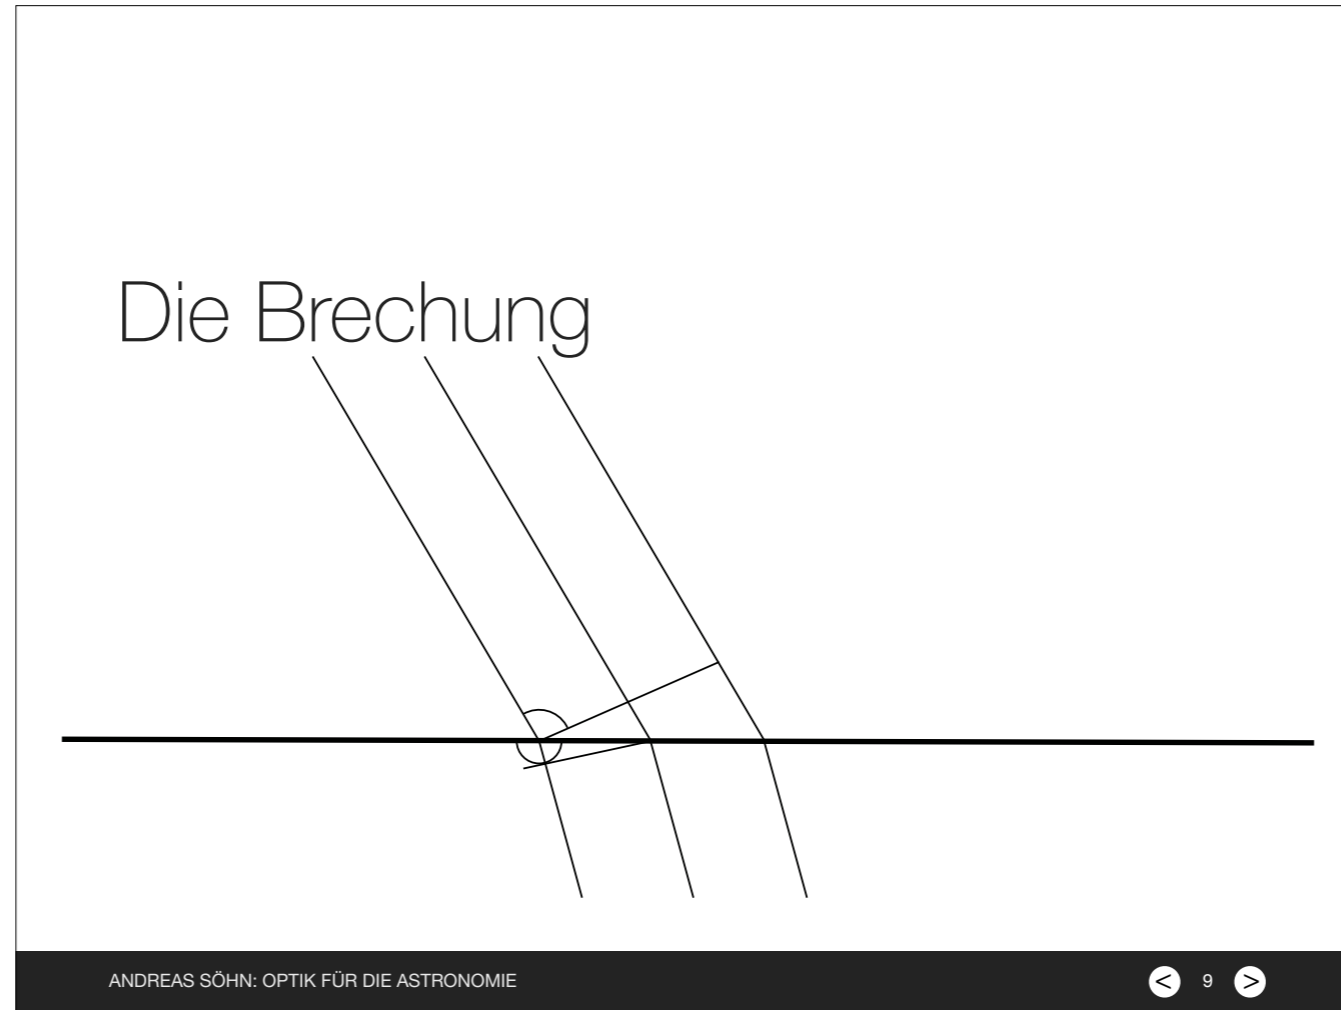 Die Brechung
ANDREAS SÖHN: OPTIK FÜR DIE ASTRONOMIE
< 9 >